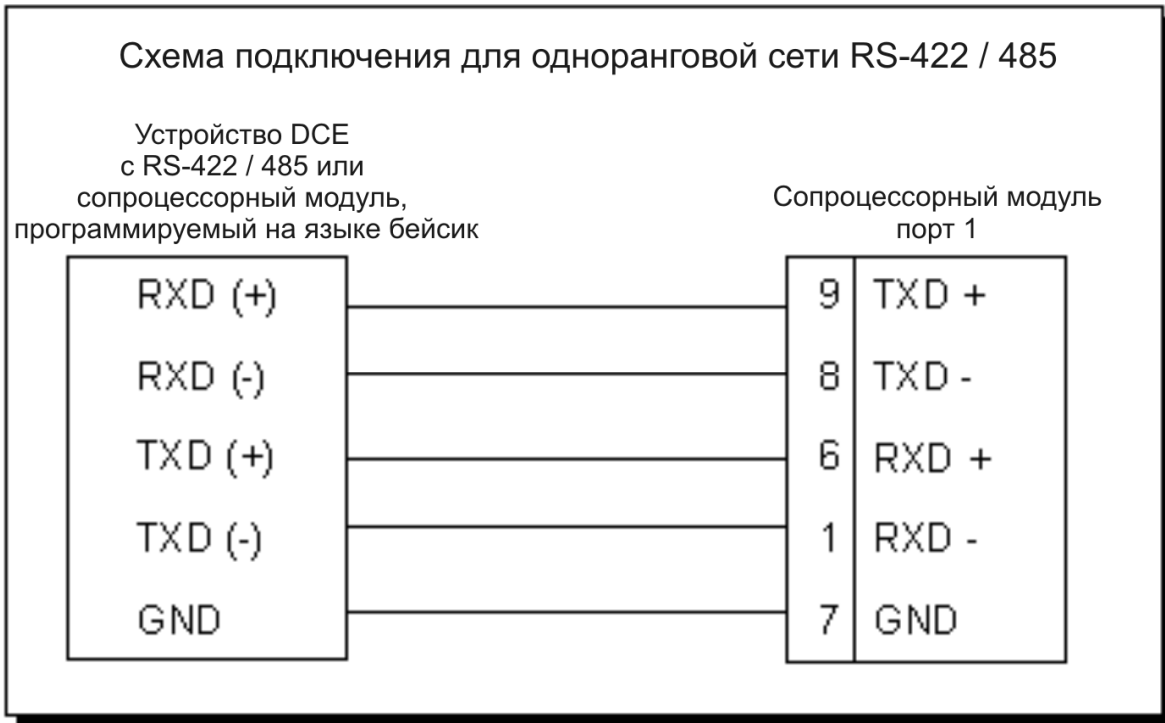 Схема подключения для одноранговой сети RS-422 / 485
Устройство DCE
с RS-422 / 485 или
сопроцессорный модуль,
программируемый на языке бейсик
Сопроцессорный модуль
порт 1
RXD (+)
9 TXD +
RXD (-)
8 TXD -
TXD (+)
6 RXD +
TXD (-)
1 RXD -
GND
7 GND